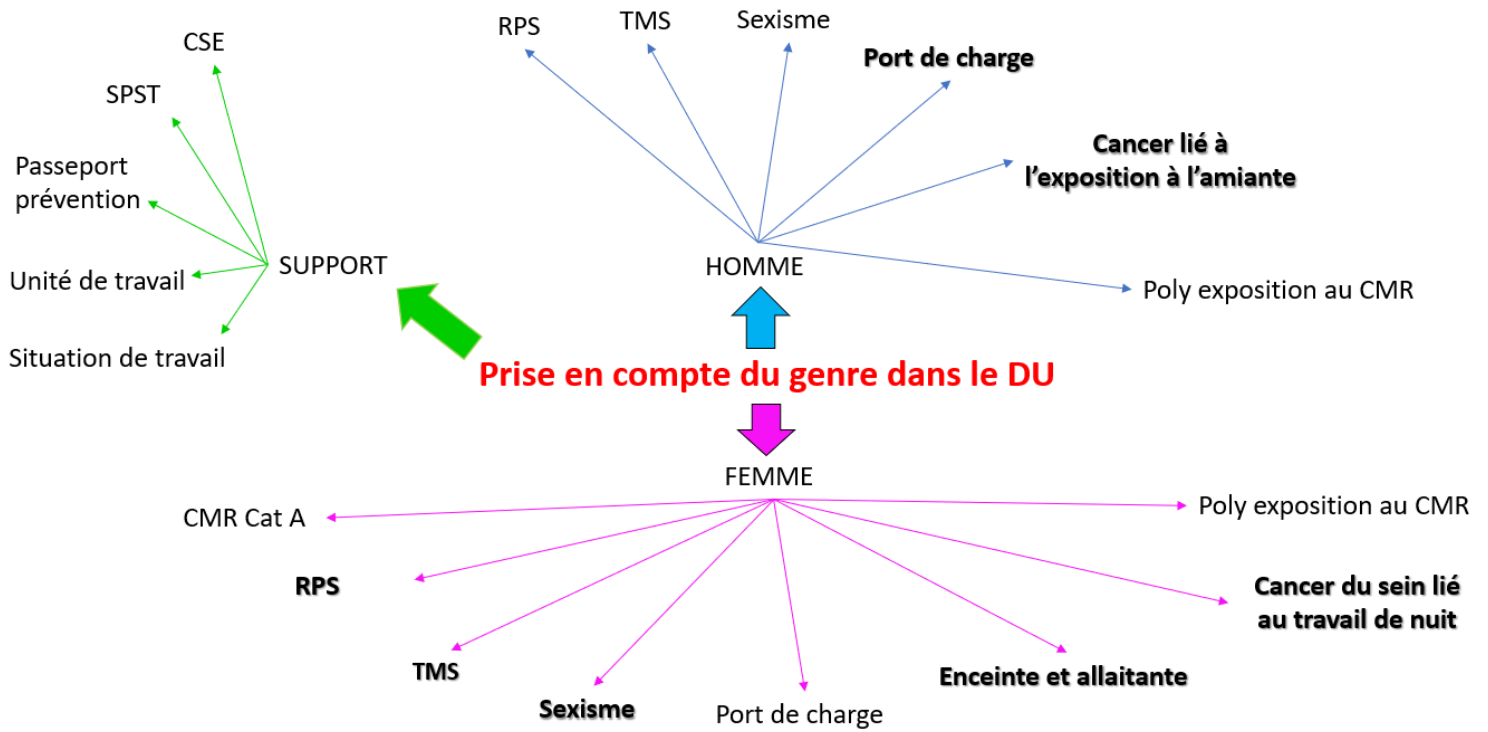 CSE
SPST
Passeport
prévention
Unité de travail
Situation de travail
SUPPORT
RPS
TMS
Sexisme
Port de charge
Cancer lié à
l’exposition à l’amiante
Poly exposition au CMR
HOMME
Prise en compte du genre dans le DU
FEMME
CMR Cat A
RPS
TMS
Sexisme
Port de charge
Enceinte et allaitante
Cancer du sein lié
au travail de nuit
Poly exposition au CMR